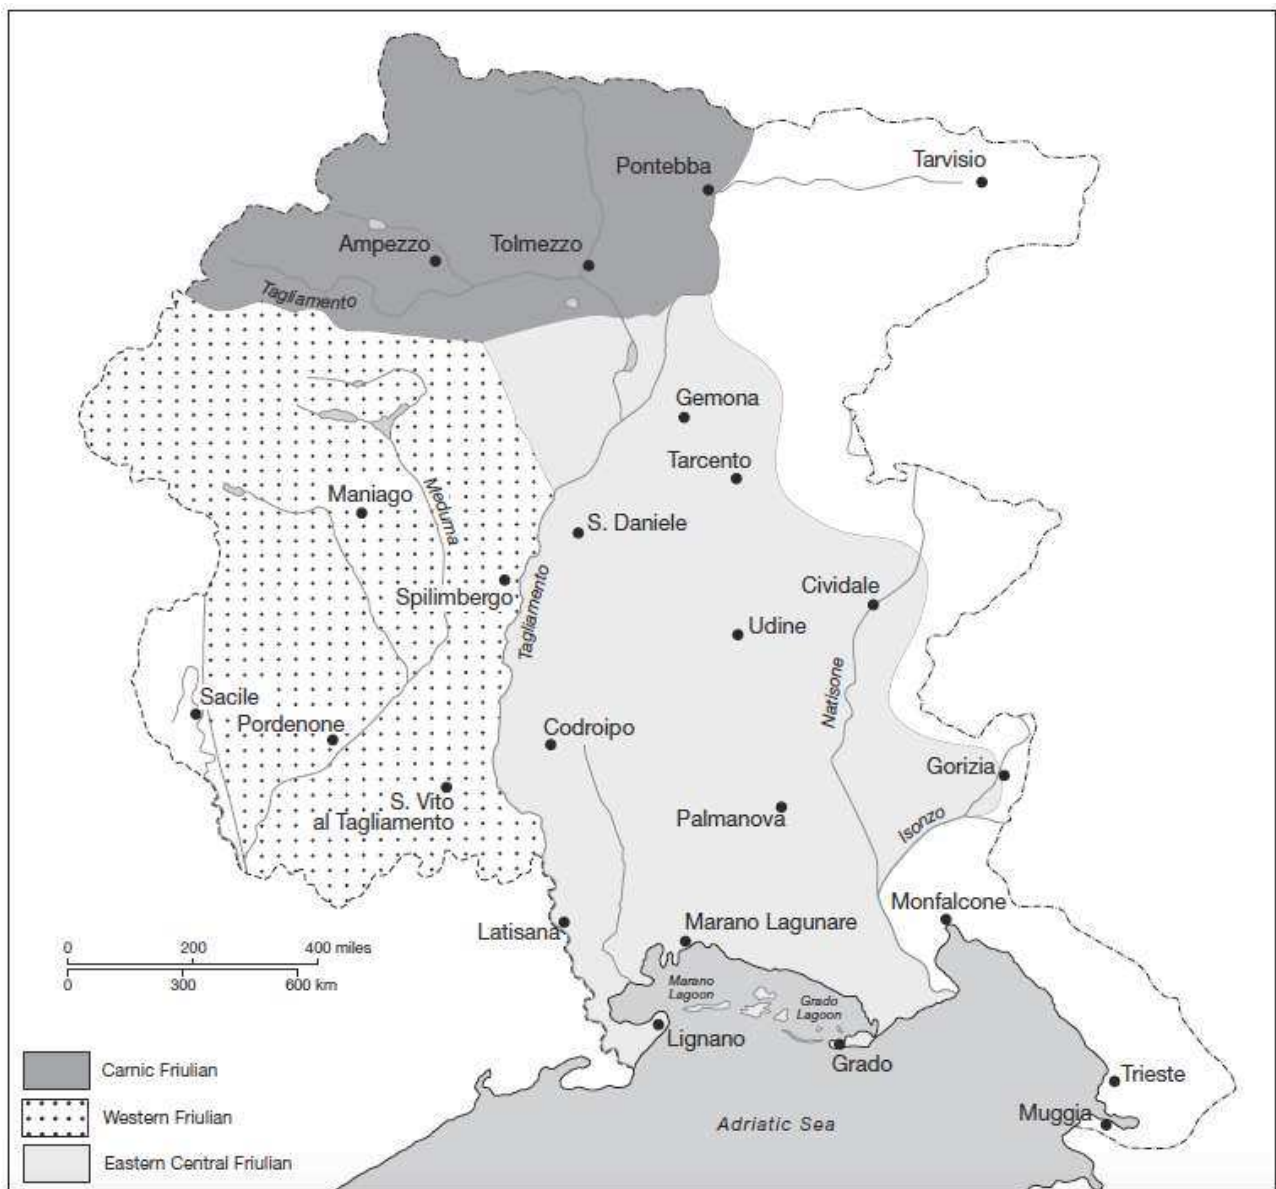 Pontebba
Tarvisio
Ampezzo
Tolmezzo
Tagliamento
Gemona
Tarcento
Maniago
Meduna
S. Daniele
Spilimbergo
Tagliamento
Cividale
Udine
Natisone
Sacile
Pordenone
Codroipo
Gorizia
S. Vito
al Tagliamento
Palmanova
Isonzo
Monfalcone
Latisana
Marano Lagunare
0 200 400 miles
0 300 600 km
Marano
Lagoon
Grado
Lagoon
Lignano
Grado
Trieste
Muggia
Adriatic Sea
Carnic Friulian
Western Friulian
Eastern Central Friulian